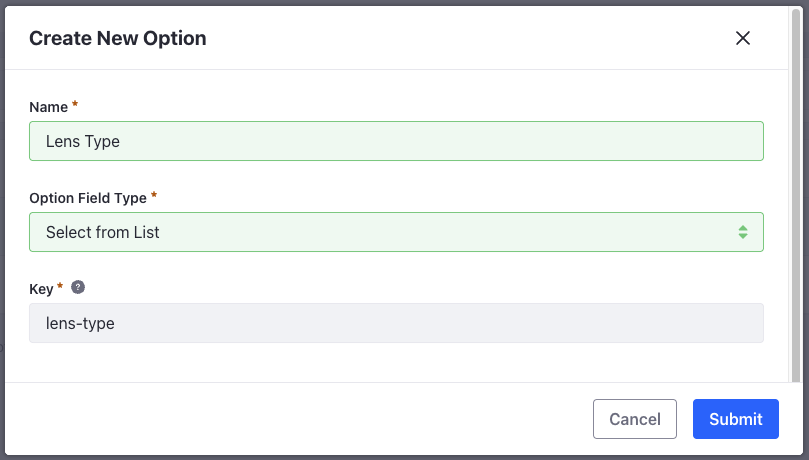 Create New Option
Name *
Lens Type
Option Field Type *
Select from List
Key * ?
lens-type
Cancel
Submit